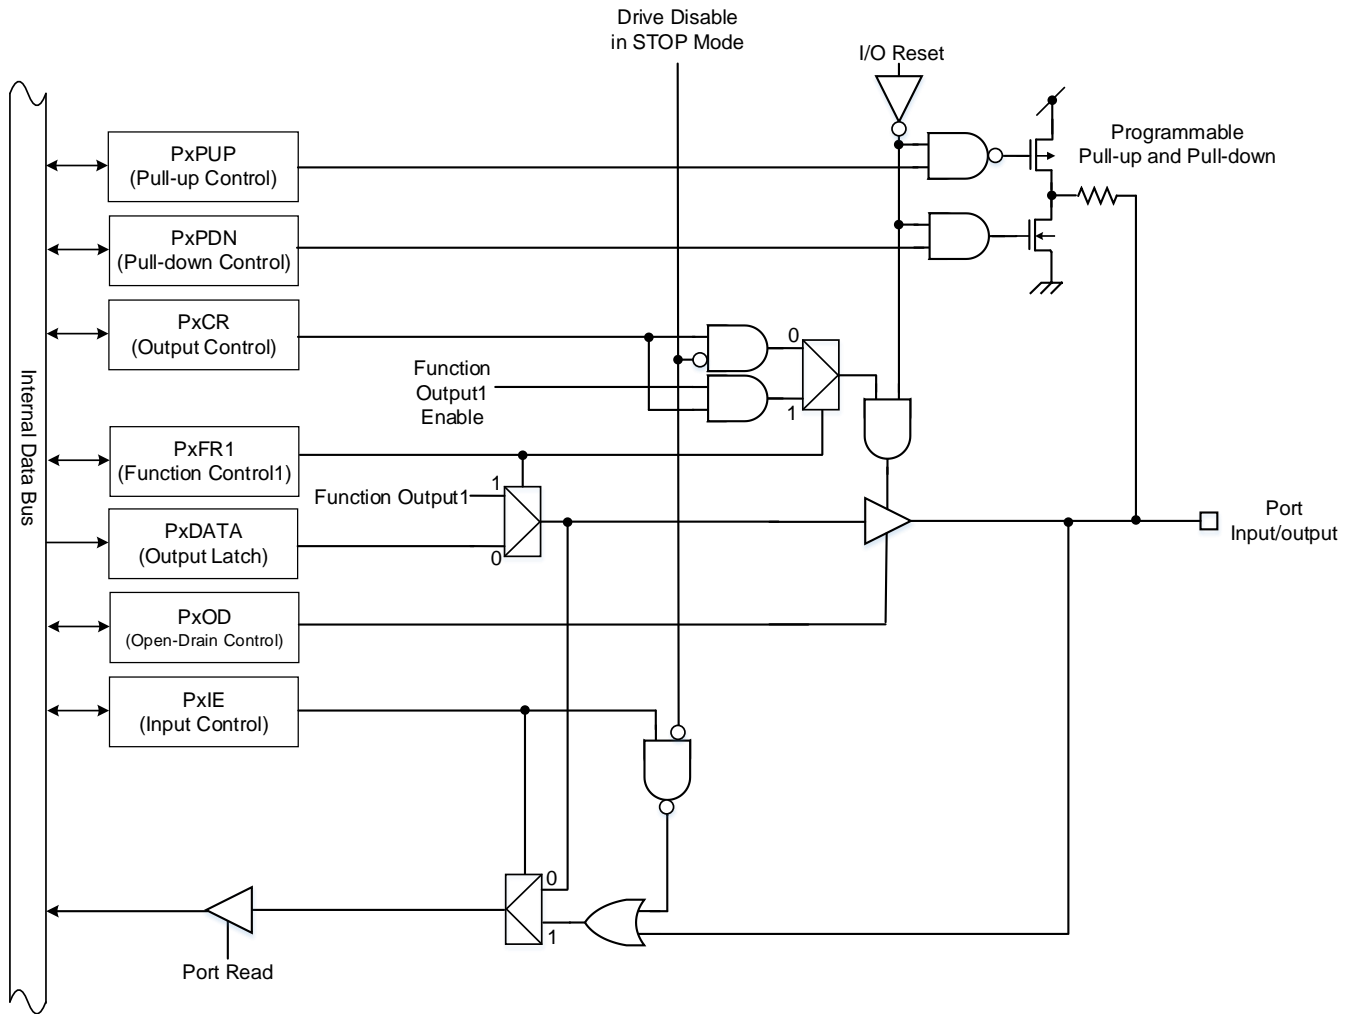 Drive Disable
in STOP Mode
I/O Reset
Programmable
Pull-up and Pull-down
PxPUP
(Pull-up Control)
PxPDN
(Pull-down Control)
PxCR
(Output Control)
0
1
Function
Output1
Enable
Internal Data Bus
PxFR1
(Function Control1)
1
Function Output1
0
PxDATA
(Output Latch)
Port
Input/output
PxOD
(Open-Drain Control)
PxIE
(Input Control)
0
1
Port Read